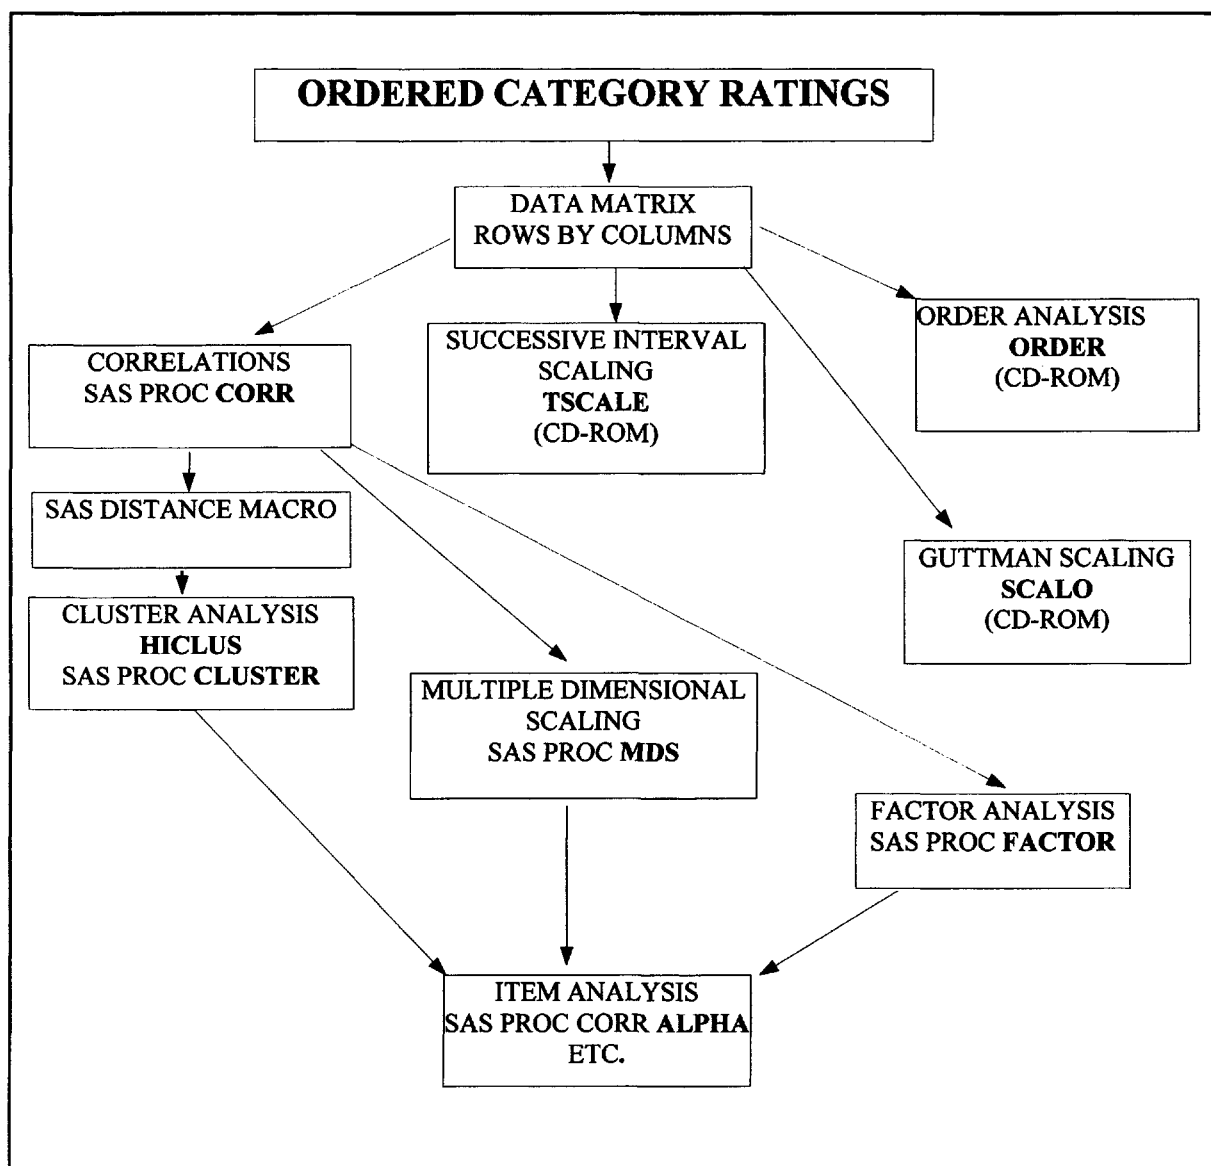 ORDERED CATEGORY RATINGS
DATA MATRIX
ROWS BY COLUMNS
ORDER ANALYSIS
ORDER
(CD-ROM)
SUCCESSIVE INTERVAL
SCALING
TSCALE
(CD-ROM)
CORRELATIONS
SAS PROC CORR
SAS DISTANCE MACRO
GUTTMAN SCALING
SCALO
(CD-ROM)
CLUSTER ANALYSIS
HICLUS
SAS PROC CLUSTER
MULTIPLE DIMENSIONAL
SCALING
SAS PROC MDS
FACTOR ANALYSIS
SAS PROC FACTOR
ITEM ANALYSIS
SAS PROC CORR ALPHA
ETC.